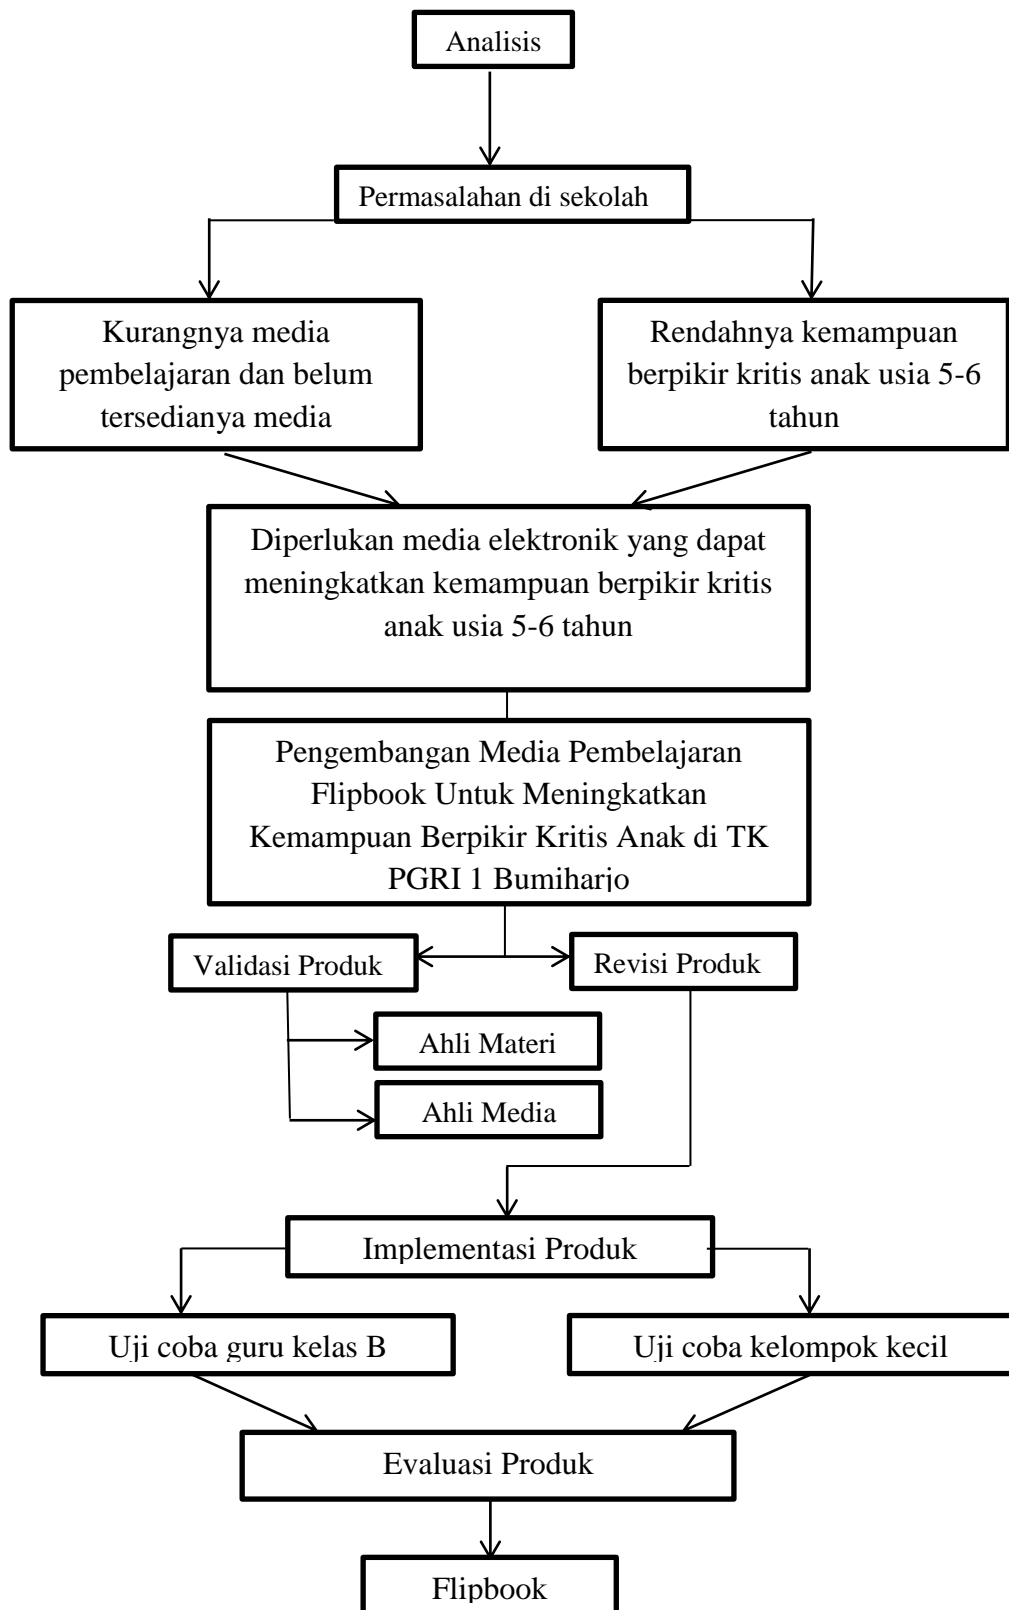 Analisis
Permasalahan di sekolah
Kurangnya media
pembelajaran dan belum
tersedianya media
Rendahnya kemampuan
berpikir kritis anak usia 5-6
tahun
Diperlukan media elektronik yang dapat
meningkatkan kemampuan berpikir kritis
anak usia 5-6 tahun
Pengembangan Media Pembelajaran
Flipbook Untuk Meningkatkan
Kemampuan Berpikir Kritis Anak di TK
PGRI 1 Bumiharjo
Validasi Produk
Revisi Produk
Ahli Materi
Ahli Media
Implementasi Produk
Uji coba guru kelas B
Uji coba kelompok kecil
Evaluasi Produk
Flipbook